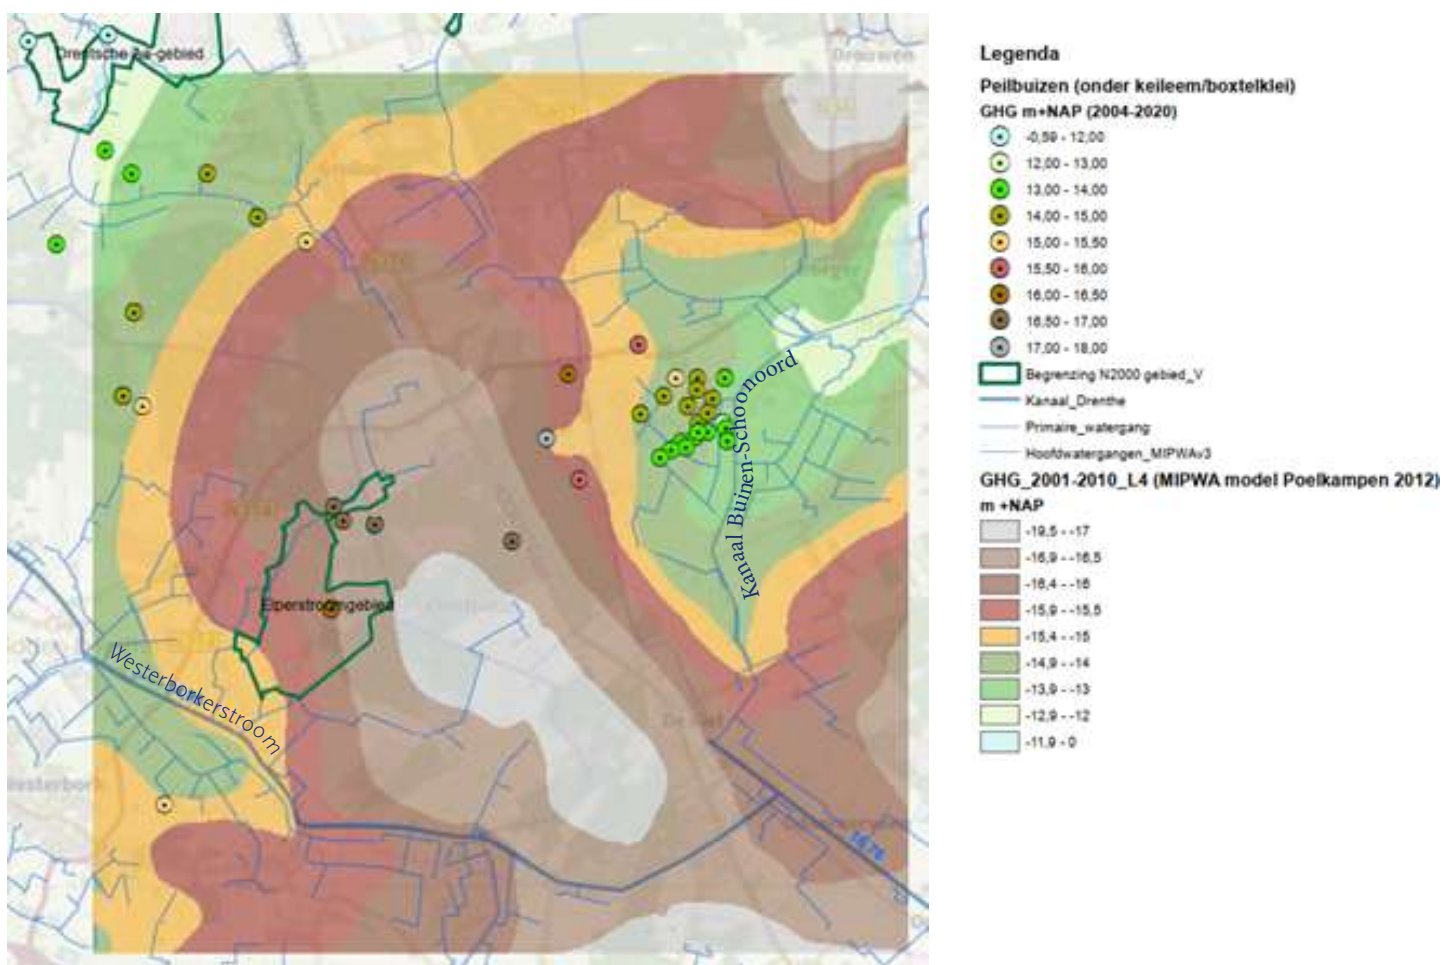 Drentsche Aa-gebied
Drouwen
Borger
Kanaal Buinen-Schoonoord
Elperstroomgebied
Westerborkerstroom
Westerbork
Legenda
Peilbuizen (onder keileem/boxtelklei)
GHG m+NAP (2004-2020)
-0,59 - 12,00
12,00 - 13,00
13,00 - 14,00
14,00 - 15,00
15,00 - 15,50
15,50 - 16,00
16,00 - 16,50
16,50 - 17,00
17,00 - 18,00
Begrenzing N2000 gebied_V
Kanaal_Drenthe
Primaire_watergang
Hoofdwatergangen_MIPWAv3
GHG_2001-2010_L4 (MIPWA model Poelkampen 2012)
m +NAP
-19,5 - -17
-16,9 - -16,5
-16,4 - -16
-15,9 - -15,5
-15,4 - -15
-14,9 - -14
-13,9 - -13
-12,9 - -12
-11,9 - 0